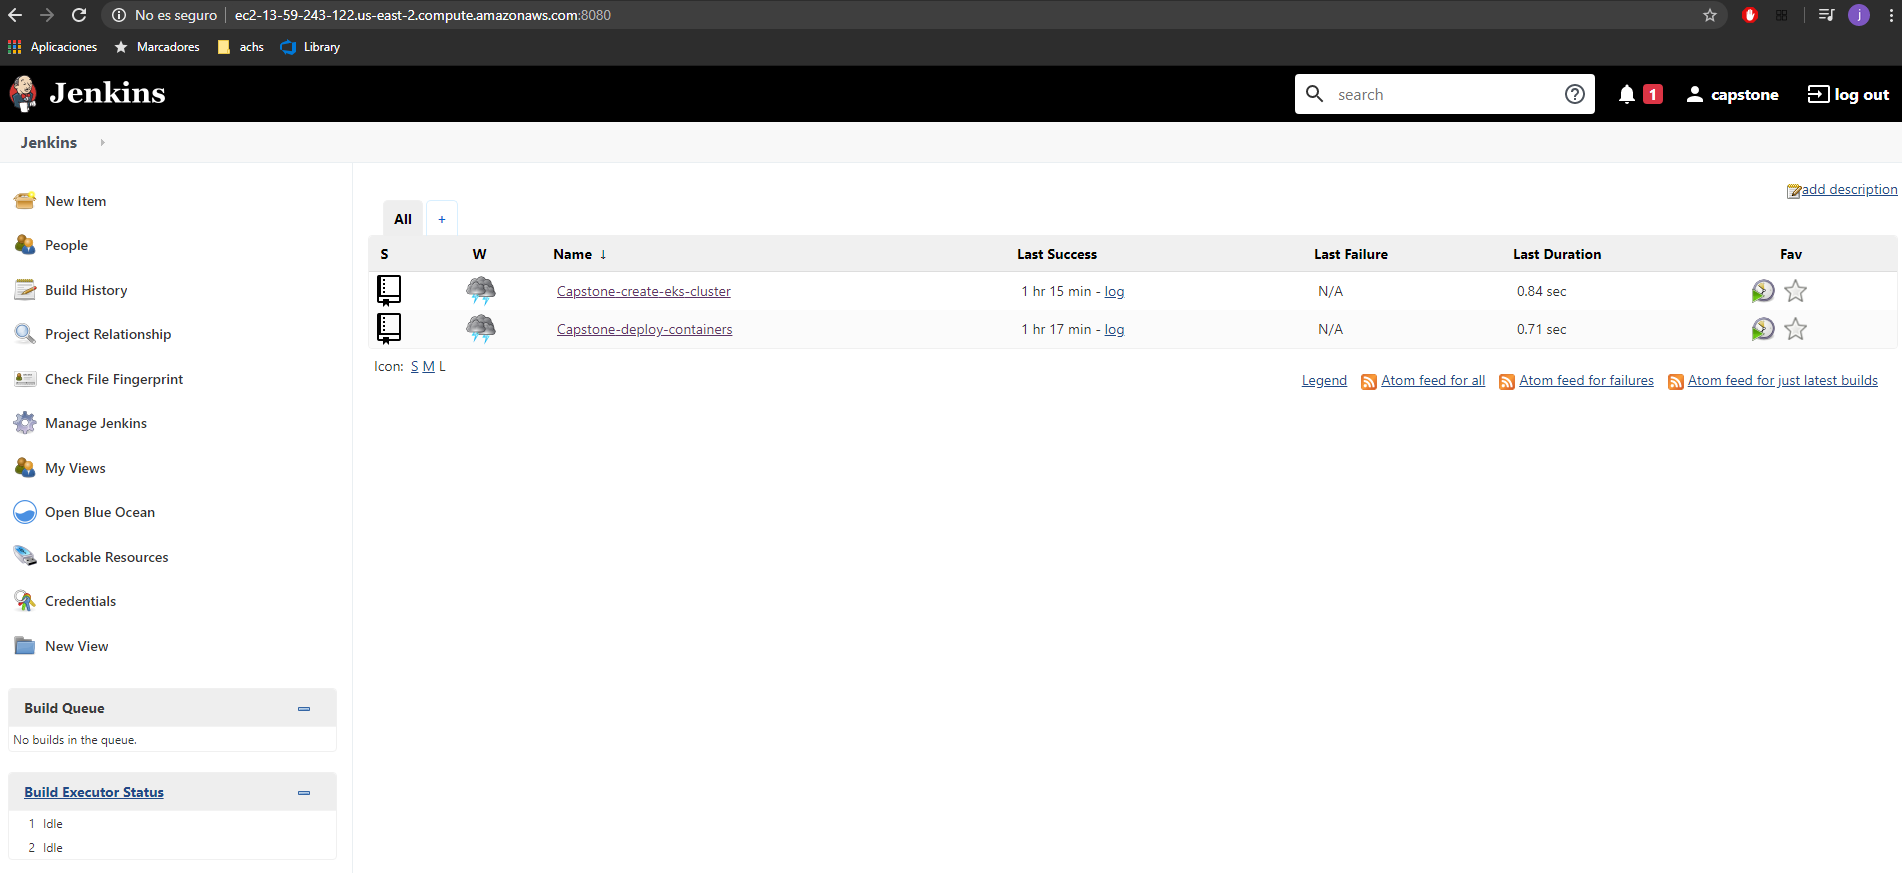 No es seguro ec2-13-59-243-122.us-east-2.compute.amazonaws.com:8080 j
Aplicaciones Marcadores achs Library
Jenkins search 1 capstone log out
Jenkins
add description
New Item
People
Build History
Project Relationship
Check File Fingerprint
Manage Jenkins
My Views
Open Blue Ocean
Lockable Resources
Credentials
New View
Build Queue
No builds in the queue.
Build Executor Status
1 Idle
2 Idle
All +
S W Name ↓ Last Success Last Failure Last Duration Fav
Capstone-create-eks-cluster 1 hr 15 min - log N/A 0.84 sec
Capstone-deploy-containers 1 hr 17 min - log N/A 0.71 sec
Icon: S M L
Legend Atom feed for all Atom feed for failures Atom feed for just latest builds